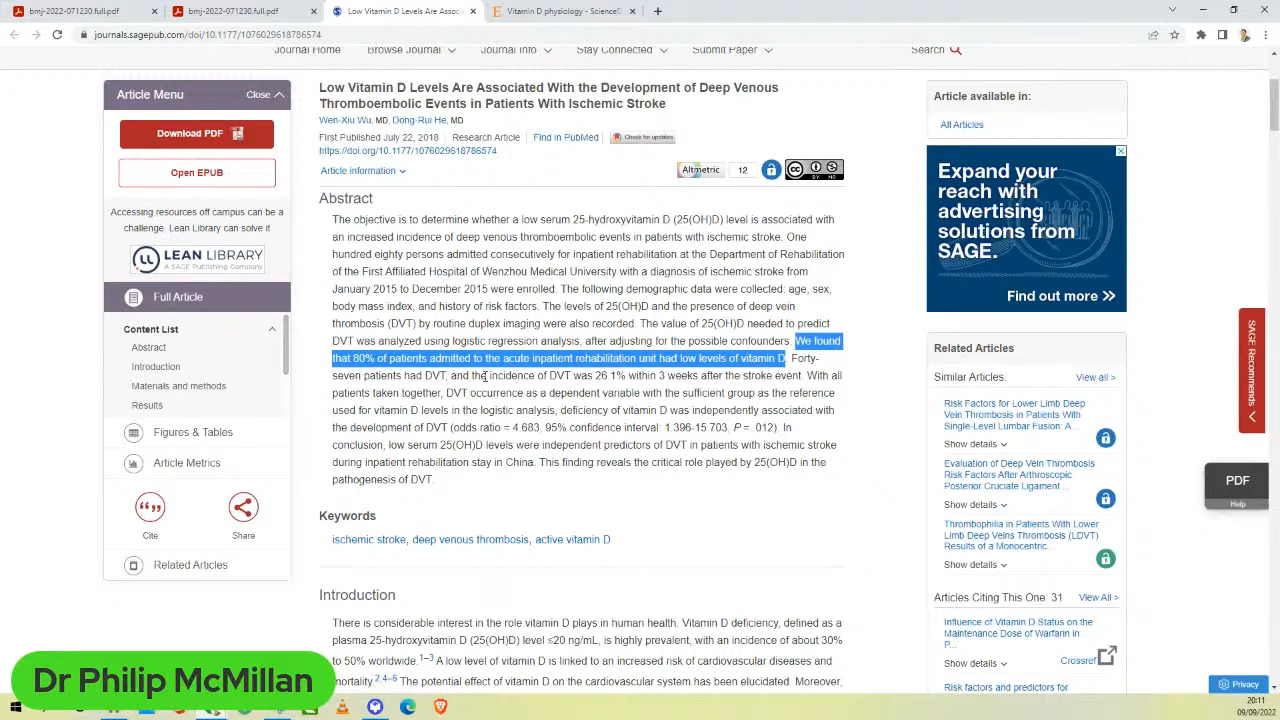 bmj-2022-071230.full.pdf
bmj-2022-071230.full.pdf
Low Vitamin D Levels Are Associ
Vitamin D physiology - ScienceD
journals.sagepub.com/doi/10.1177/1076029618786574
Journal Home
Browse Journal
Journal Info
Stay Connected
Submit Paper
Search
Article Menu
Close
Download PDF
Open EPUB
Accessing resources off campus can be a
challenge. Lean Library can solve it
LEAN LIBRARY
A SAGE Publishing Company
Full Article
Content List
Abstract
Introduction
Materials and methods
Results
Figures & Tables
Article Metrics
Cite
Share
Related Articles
Low Vitamin D Levels Are Associated With the Development of Deep Venous
Thromboembolic Events in Patients With Ischemic Stroke
Wen-Xiu Wu, MD, Dong-Rui He, MD
First Published July 22, 2018
Research Article
Find in PubMed
Check for updates
https://doi.org/10.1177/1076029618786574
Article information
Altmetric
12
BY NC
Abstract
The objective is to determine whether a low serum 25-hydroxyvitamin D (25(OH)D) level is associated with
an increased incidence of deep venous thromboembolic events in patients with ischemic stroke. One
hundred eighty persons admitted consecutively for inpatient rehabilitation at the Department of Rehabilitation
of the First Affiliated Hospital of Wenzhou Medical University with a diagnosis of ischemic stroke from
January 2015 to December 2015 were enrolled. The following demographic data were collected: age, sex,
body mass index, and history of risk factors. The levels of 25(OH)D and the presence of deep vein
thrombosis (DVT) by routine duplex imaging were also recorded. The value of 25(OH)D needed to predict
DVT was analyzed using logistic regression analysis, after adjusting for the possible confounders. We found
that 80% of patients admitted to the acute inpatient rehabilitation unit had low levels of vitamin D. Forty-
seven patients had DVT, and the incidence of DVT was 26.1% within 3 weeks after the stroke event. With all
patients taken together, DVT occurrence as a dependent variable with the sufficient group as the reference
used for vitamin D levels in the logistic analysis, deficiency of vitamin D was independently associated with
the development of DVT (odds ratio = 4.683, 95% confidence interval: 1.396-15.703, P = .012). In
conclusion, low serum 25(OH)D levels were independent predictors of DVT in patients with ischemic stroke
during inpatient rehabilitation stay in China. This finding reveals the critical role played by 25(OH)D in the
pathogenesis of DVT.
Keywords
ischemic stroke, deep venous thrombosis, active vitamin D
Introduction
There is considerable interest in the role vitamin D plays in human health. Vitamin D deficiency, defined as a
plasma 25-hydroxyvitamin D (25(OH)D) level ≤20 ng/mL, is highly prevalent, with an incidence of about 30%
to 50% worldwide.1–3 A low level of vitamin D is linked to an increased risk of cardiovascular diseases and
mortality.2,4–6 The potential effect of vitamin D on the cardiovascular system has been elucidated. Moreover,
Article available in:
All Articles
Expand your
reach with
advertising
solutions from
SAGE.
Find out more
Related Articles
Similar Articles:
View all >
Risk Factors for Lower Limb Deep
Vein Thrombosis in Patients With
Single-Level Lumbar Fusion: A...
Show details
Evaluation of Deep Vein Thrombosis
Risk Factors After Arthroscopic
Posterior Cruciate Ligament ...
Show details
Thrombophilia in Patients With Lower
Limb Deep Veins Thrombosis (LDVT)
Results of a Monocentric...
Show details
Articles Citing This One: 31
View All >
Influence of Vitamin D Status on the
Maintenance Dose of Warfarin in
P...
Crossref
Show details
Risk factors and predictors for
SAGE Recommends
PDF
Help
Privacy
Dr Philip McMillan
20:11
09/09/2022